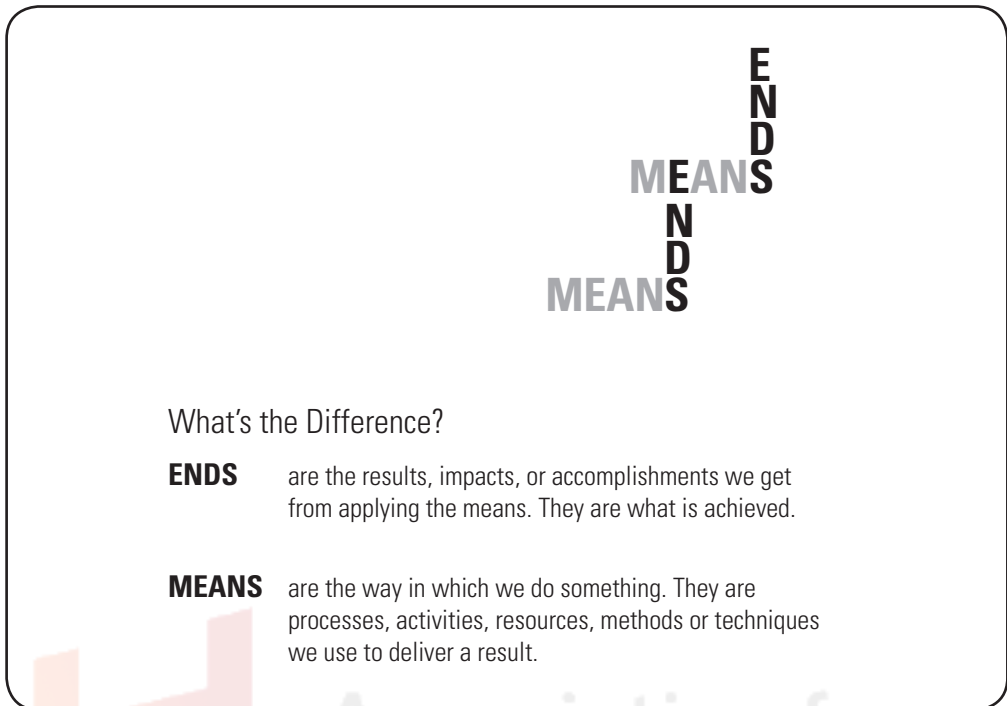 E
N
D
MEANS
N
D
MEANS
What's the Difference?
ENDS are the results, impacts, or accomplishments we get
from applying the means. They are what is achieved.
MEANS are the way in which we do something. They are
processes, activities, resources, methods or techniques
we use to deliver a result.